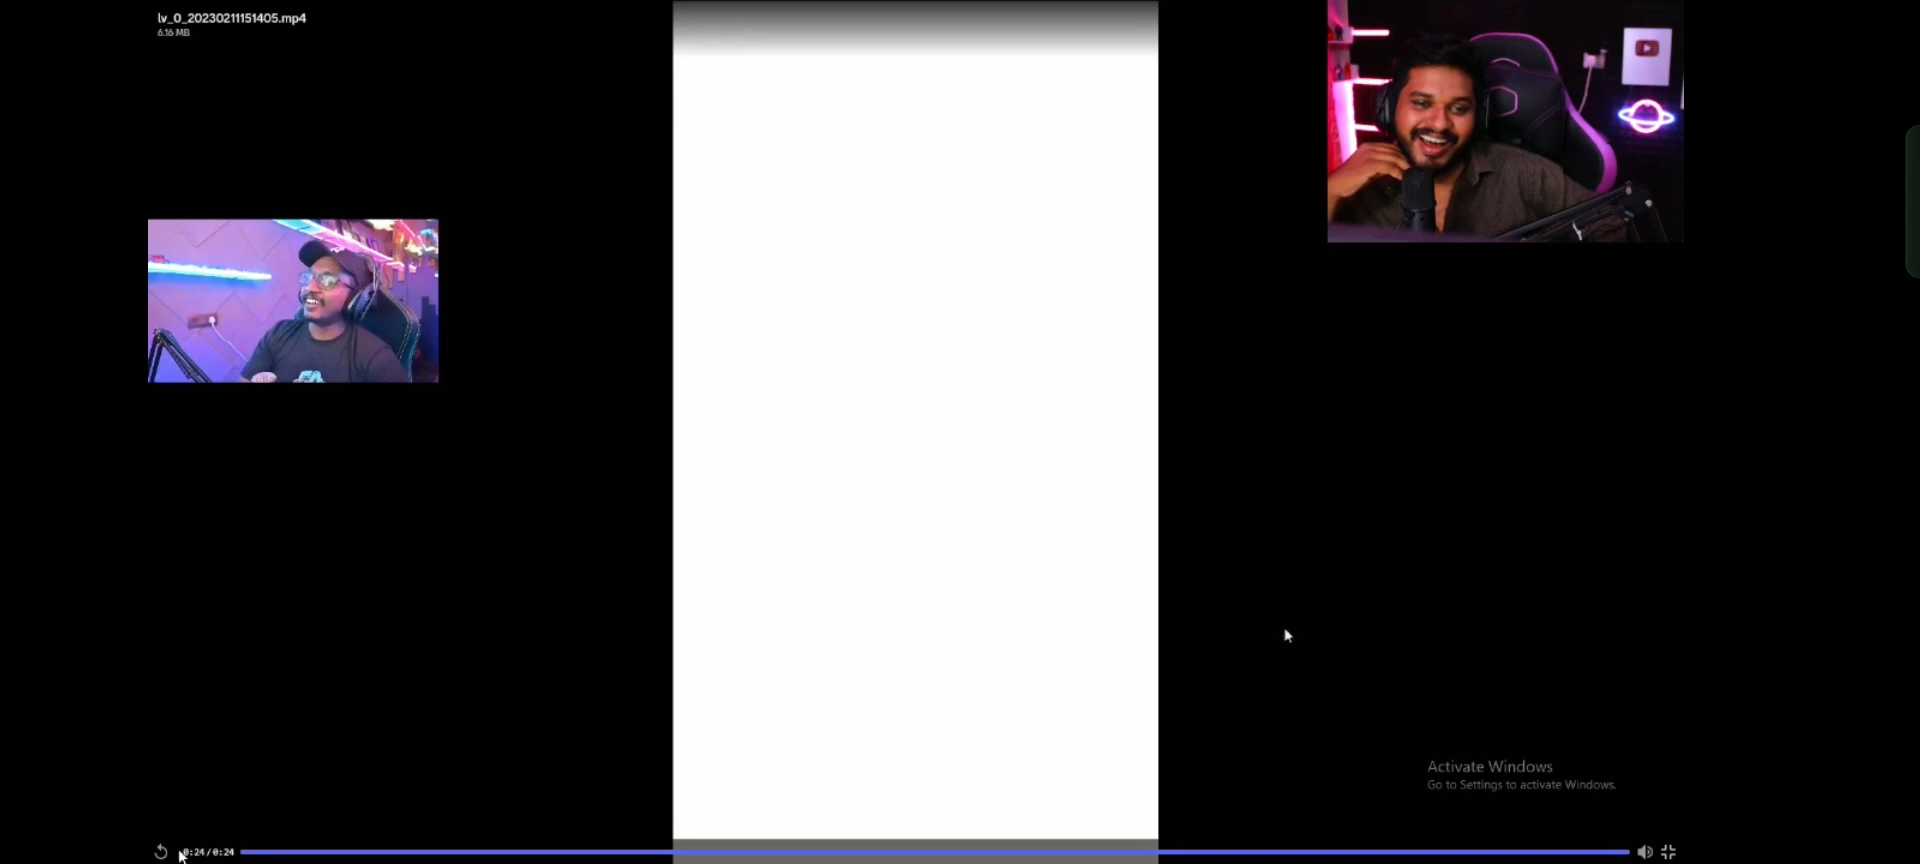 lv_0_20230211151405.mp4
6.16 MB
Activate Windows
Go to Settings to activate Windows.
0:24/0:24